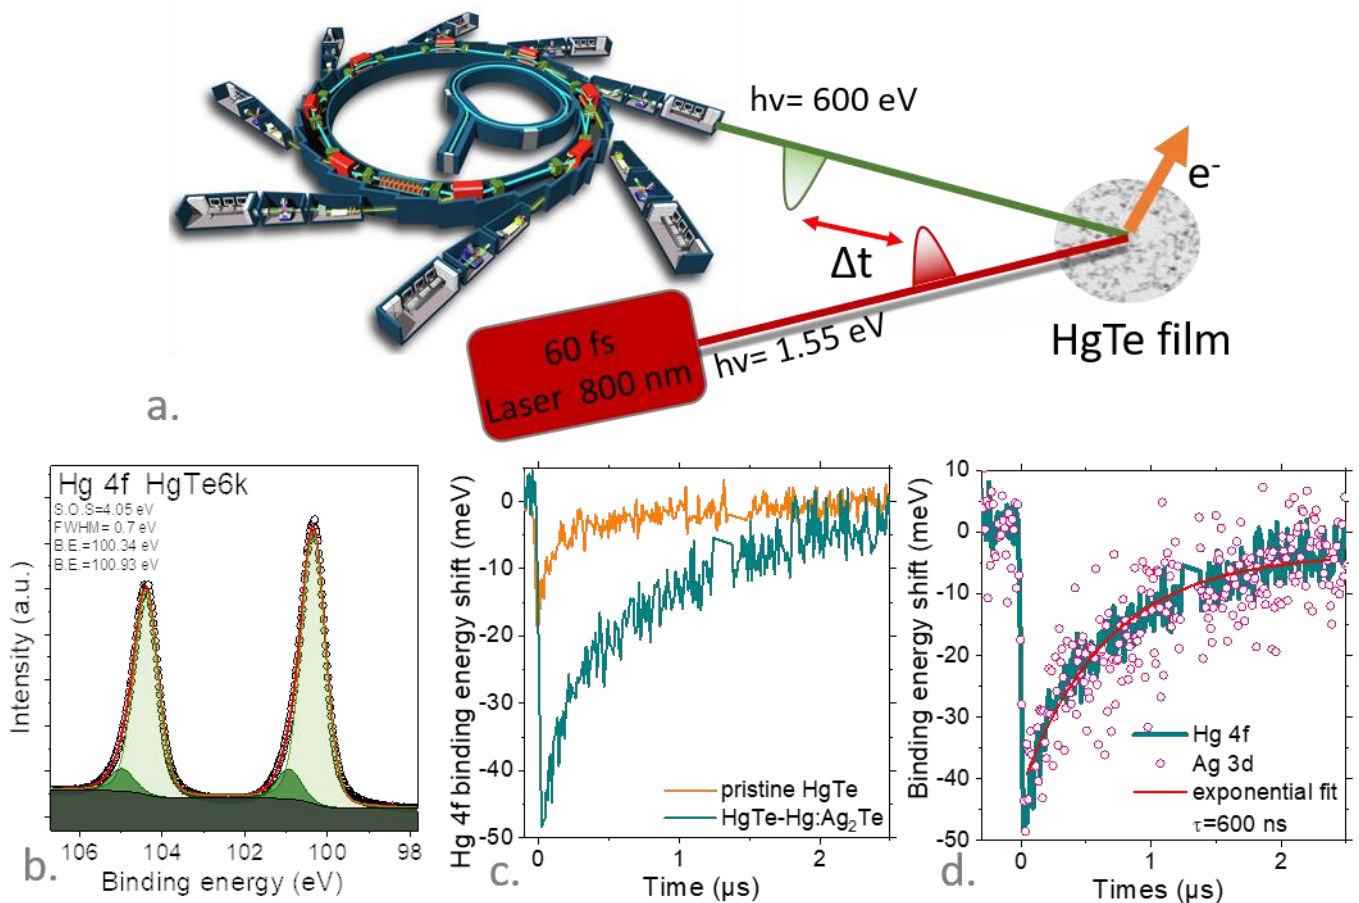 hν= 600 eV
e-
Δt
60 fs
Laser 800 nm
hν= 1.55 eV
HgTe film
a.
Hg 4f HgTe6k
S.O.S=4.05 eV
FWHM= 0.7 eV
B.E.=100.34 eV
B.E.=100.93 eV
Intensity (a.u.)
106 104 102 100 98
Binding energy (eV)
b.
Hg 4f binding energy shift (meV)
0
-10
-20
-30
-40
-50
pristine HgTe
HgTe-Hg:Ag2Te
0 1 2
Time (µs)
c.
Binding energy shift (meV)
10
0
-10
-20
-30
-40
-50
Hg 4f
Ag 3d
exponential fit
τ=600 ns
0 1 2
Times (µs)
d.